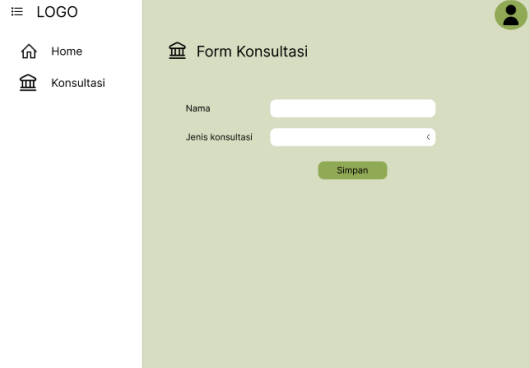 LOGO
Home
Konsultasi
Form Konsultasi
Nama
Jenis konsultasi
Simpan